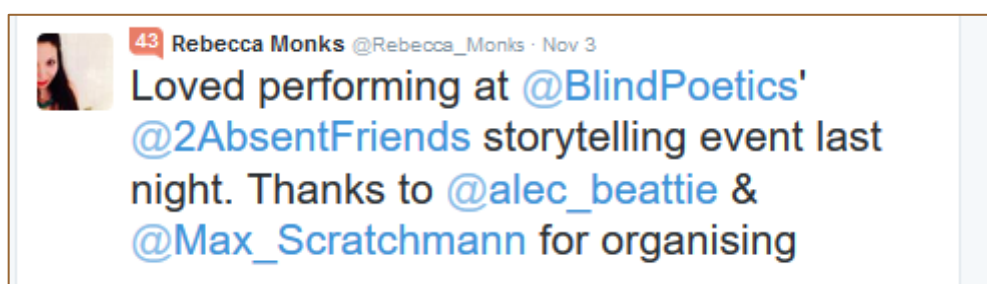 43 Rebecca Monks @Rebecca_Monks · Nov 3
Loved performing at @BlindPoetics'
@2AbsentFriends storytelling event last
night. Thanks to @alec_beattie &
@Max_Scratchmann for organising